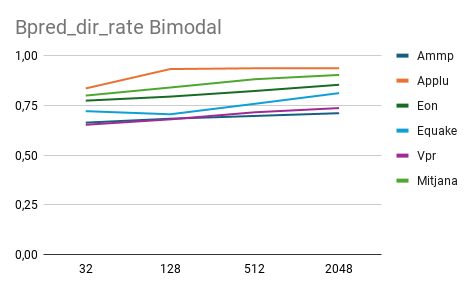 Bpred_dir_rate Bimodal
1,00
0,75
0,50
0,25
0,00
32 128 512 2048
Ammp
Applu
Eon
Equake
Vpr
Mitjana